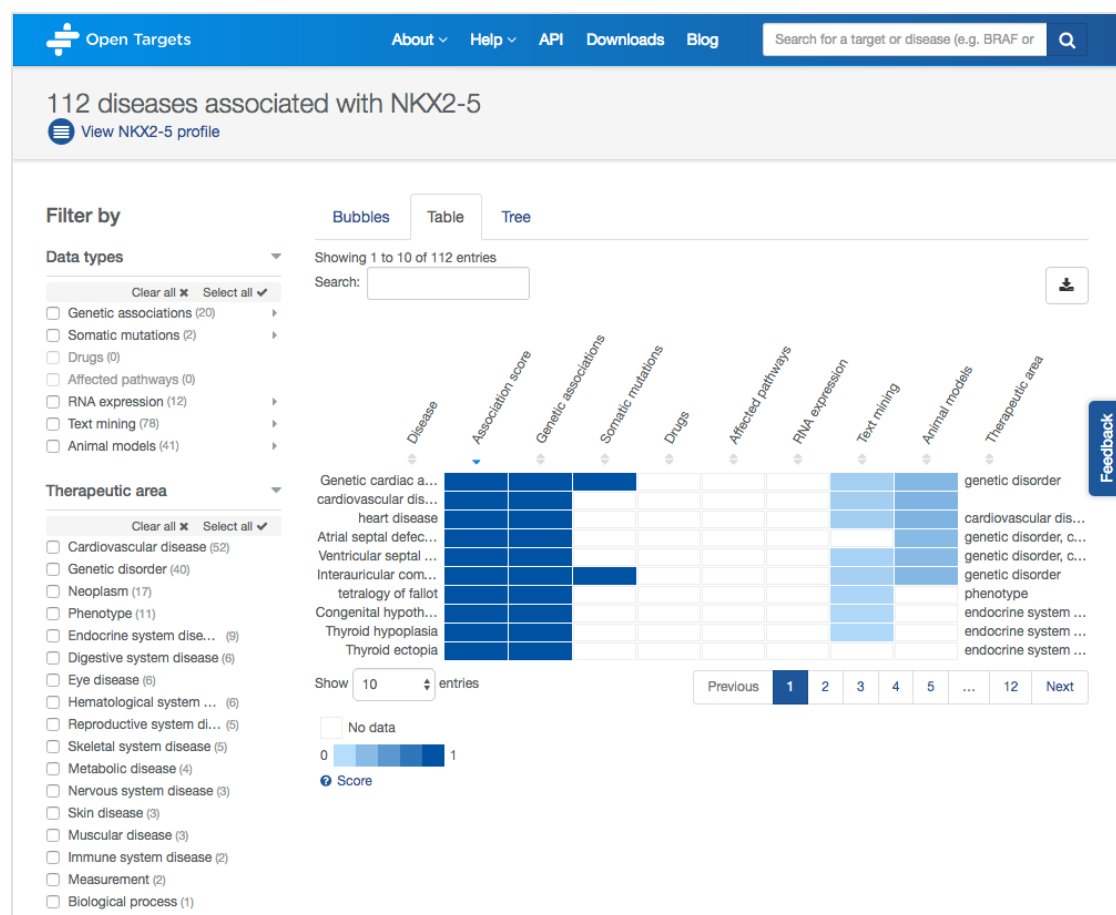 Open Targets
About Help API Downloads Blog
Search for a target or disease (e.g. BRAF or
112 diseases associated with NKX2-5
View NKX2-5 profile
Filter by
Data types
Clear all ✖ Select all ✔
Genetic associations (20)
Somatic mutations (2)
Drugs (0)
Affected pathways (0)
RNA expression (12)
Text mining (78)
Animal models (41)
Therapeutic area
Clear all ✖ Select all ✔
Cardiovascular disease (52)
Genetic disorder (40)
Neoplasm (17)
Phenotype (11)
Endocrine system dise... (9)
Digestive system disease (6)
Eye disease (6)
Hematological system ... (6)
Reproductive system di... (5)
Skeletal system disease (5)
Metabolic disease (4)
Nervous system disease (3)
Skin disease (3)
Muscular disease (3)
Immune system disease (2)
Measurement (2)
Biological process (1)
Bubbles Table Tree
Showing 1 to 10 of 112 entries
Search:
Disease
Association score
Genetic associations
Somatic mutations
Drugs
Affected pathways
RNA expression
Text mining
Animal models
Therapeutic area
Genetic cardiac a... genetic disorder
cardiovascular dis...
heart disease cardiovascular dis...
Atrial septal defec... genetic disorder, c...
Ventricular septal ... genetic disorder, c...
Interauricular com... genetic disorder
tetralogy of fallot phenotype
Congenital hypoth... endocrine system ...
Thyroid hypoplasia endocrine system ...
Thyroid ectopia endocrine system ...
Show 10 entries
Previous 1 2 3 4 5 ... 12 Next
No data
0 1
Score
Feedback